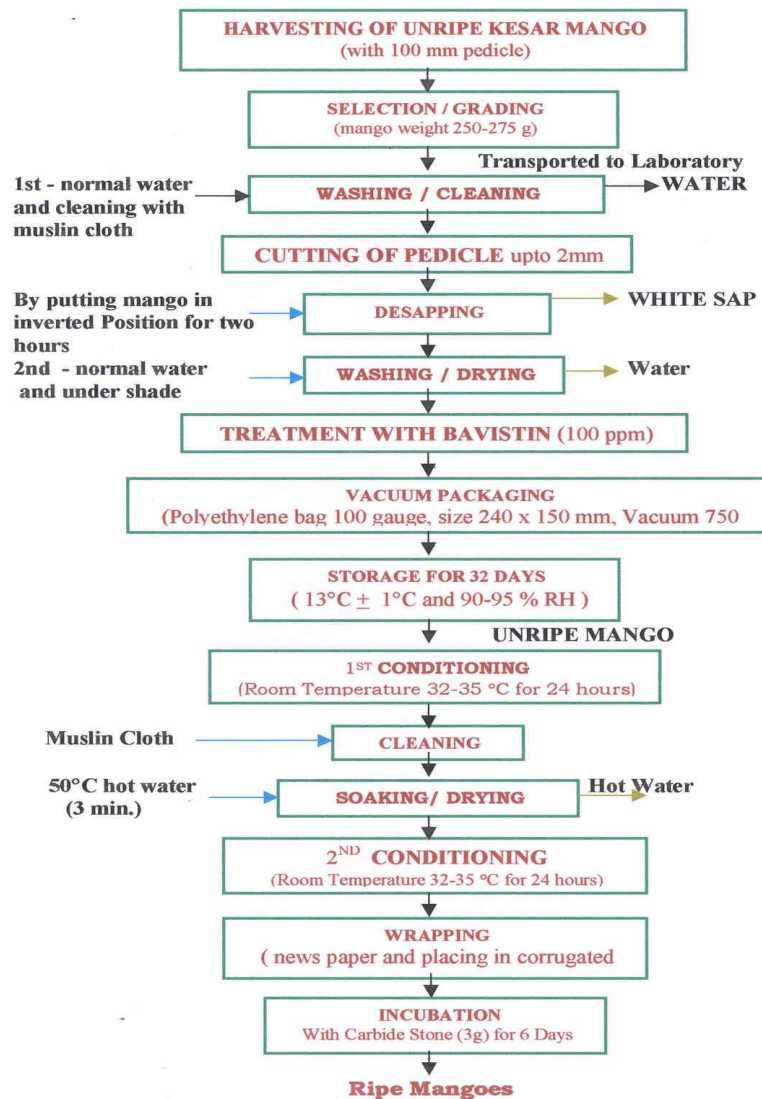 HARVESTING OF UNRIPE KESAR MANGO
(with 100 mm pedicle)
SELECTION / GRADING
(mango weight 250-275 g)
Transported to Laboratory
1st - normal water
and cleaning with
muslin cloth
WASHING / CLEANING
WATER
CUTTING OF PEDICLE upto 2mm
By putting mango in
inverted Position for two
hours
DESAPPING
WHITE SAP
2nd - normal water
and under shade
WASHING / DRYING
Water
TREATMENT WITH BAVISTIN (100 ppm)
VACUUM PACKAGING
(Polyethylene bag 100 gauge, size 240 x 150 mm, Vacuum 750
STORAGE FOR 32 DAYS
( 13°C ± 1°C and 90-95 % RH )
UNRIPE MANGO
1ST CONDITIONING
(Room Temperature 32-35 °C for 24 hours)
Muslin Cloth
CLEANING
50°C hot water
(3 min.)
SOAKING/ DRYING
Hot Water
2ND CONDITIONING
(Room Temperature 32-35 °C for 24 hours)
WRAPPING
( news paper and placing in corrugated
INCUBATION
With Carbide Stone (3g) for 6 Days
Ripe Mangoes